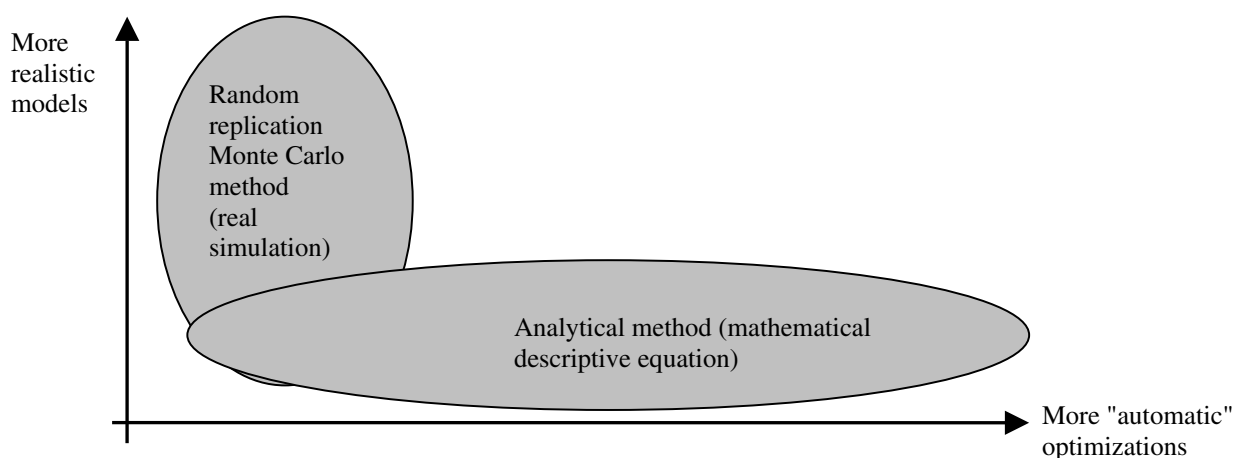 More
realistic
models
Random
replication
Monte Carlo
method
(real
simulation)
Analytical method (mathematical
descriptive equation)
More "automatic"
optimizations